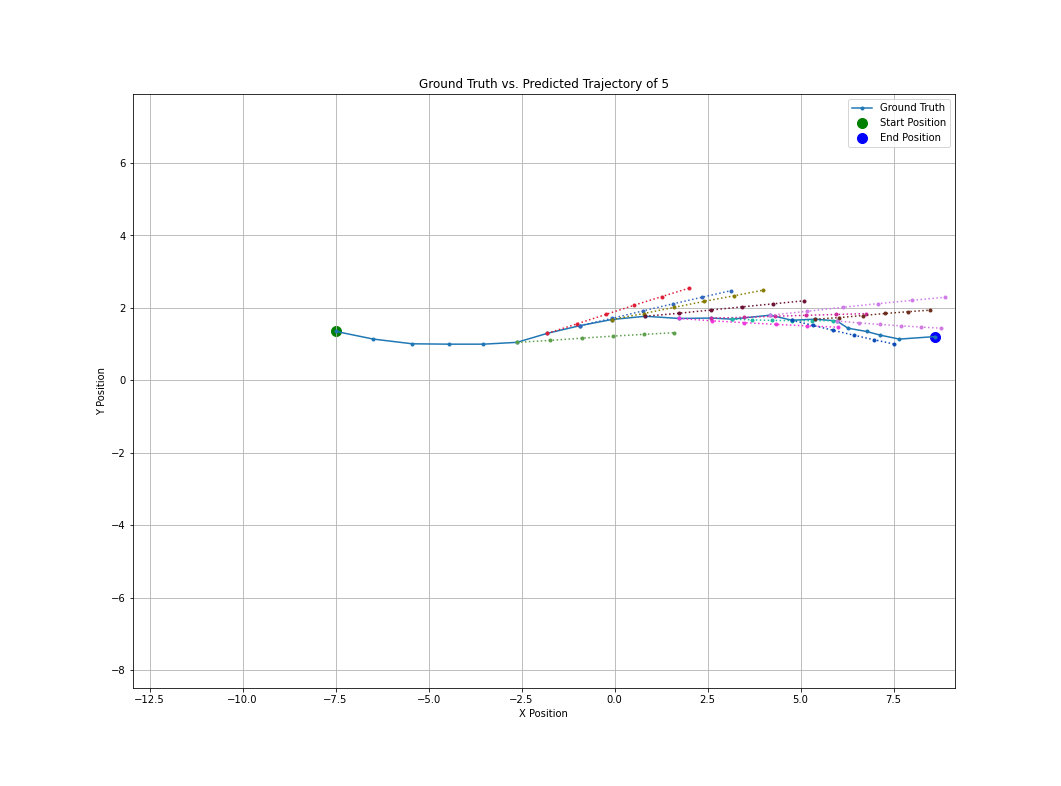 Ground Truth vs. Predicted Trajectory of 5
Ground Truth
Start Position
End Position
6
4
2
0
−2
−4
−6
−8
Y Position
−12.5 −10.0 −7.5 −5.0 −2.5 0.0 2.5 5.0 7.5
X Position